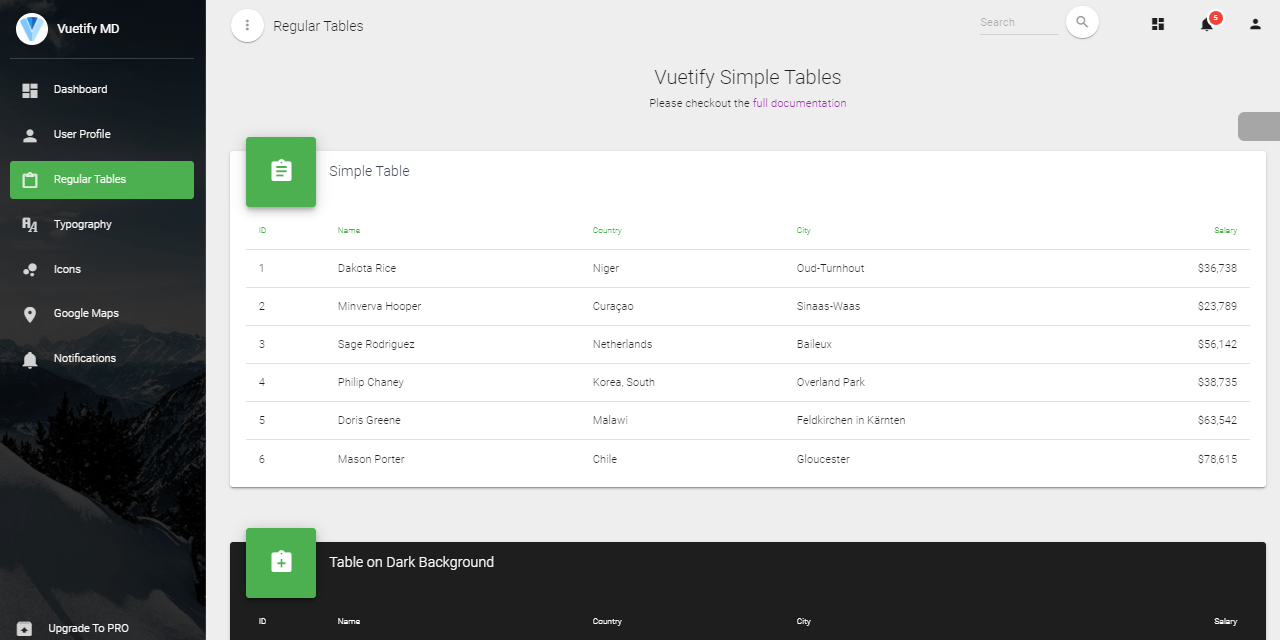 Vuetify MD
Dashboard
User Profile
Regular Tables
Typography
Icons
Google Maps
Notifications
Upgrade To PRO
Regular Tables
Search
5
Vuetify Simple Tables
Please checkout the full documentation
Simple Table
ID Name Country City Salary
1 Dakota Rice Niger Oud-Turnhout $36,738
2 Minverva Hooper Curaçao Sinaas-Waas $23,789
3 Sage Rodriguez Netherlands Baileux $56,142
4 Philip Chaney Korea, South Overland Park $38,735
5 Doris Greene Malawi Feldkirchen in Kärnten $63,542
6 Mason Porter Chile Gloucester $78,615
Table on Dark Background
ID Name Country City Salary